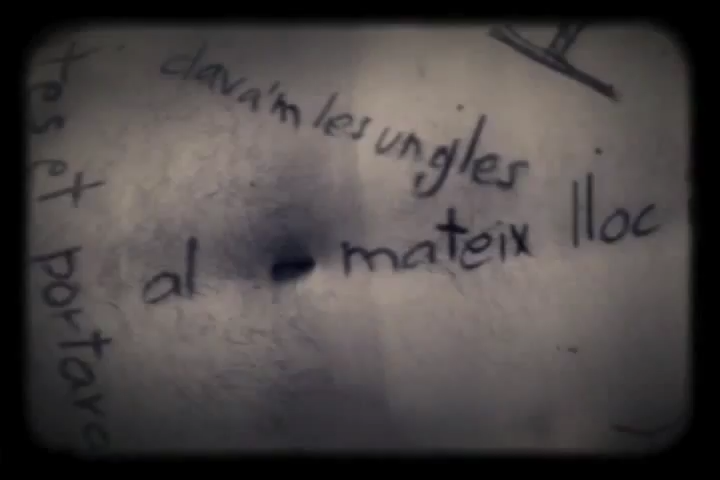 clava'm les ungles
al mateix lloc
tes et portaré